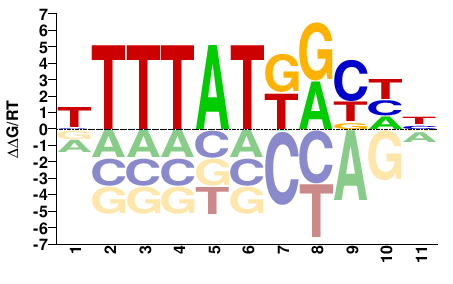 7
6
5
4
3
2
1
0
-1
-2
-3
-4
-5
-6
-7
ΔΔG/RT
T G A
T A C G
T A C G
T A C G
A C G T
T A C G
G T C
G A C T
C T G A
T C A G
T A
1 2 3 4 5 6 7 8 9 10 11